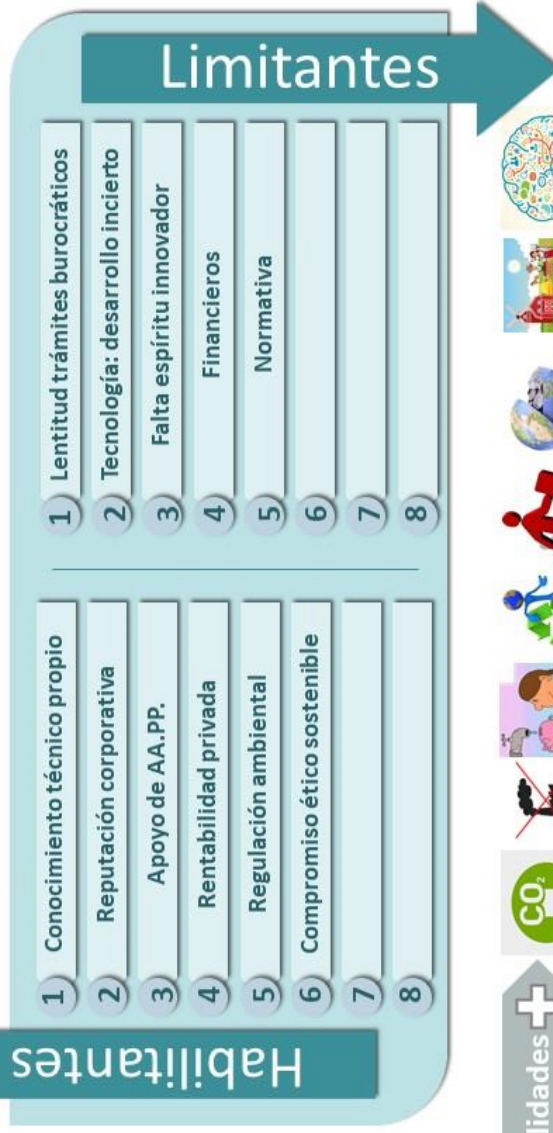 Habilitantes
1 Conocimiento técnico propio
2 Reputación corporativa
3 Apoyo de AA.PP.
4 Rentabilidad privada
5 Regulación ambiental
6 Compromiso ético sostenible
7
8
Limitantes
1 Lentitud trámites burocráticos
2 Tecnología: desarrollo incierto
3 Falta espíritu innovador
4 Financieros
5 Normativa
6
7
8
CO₂